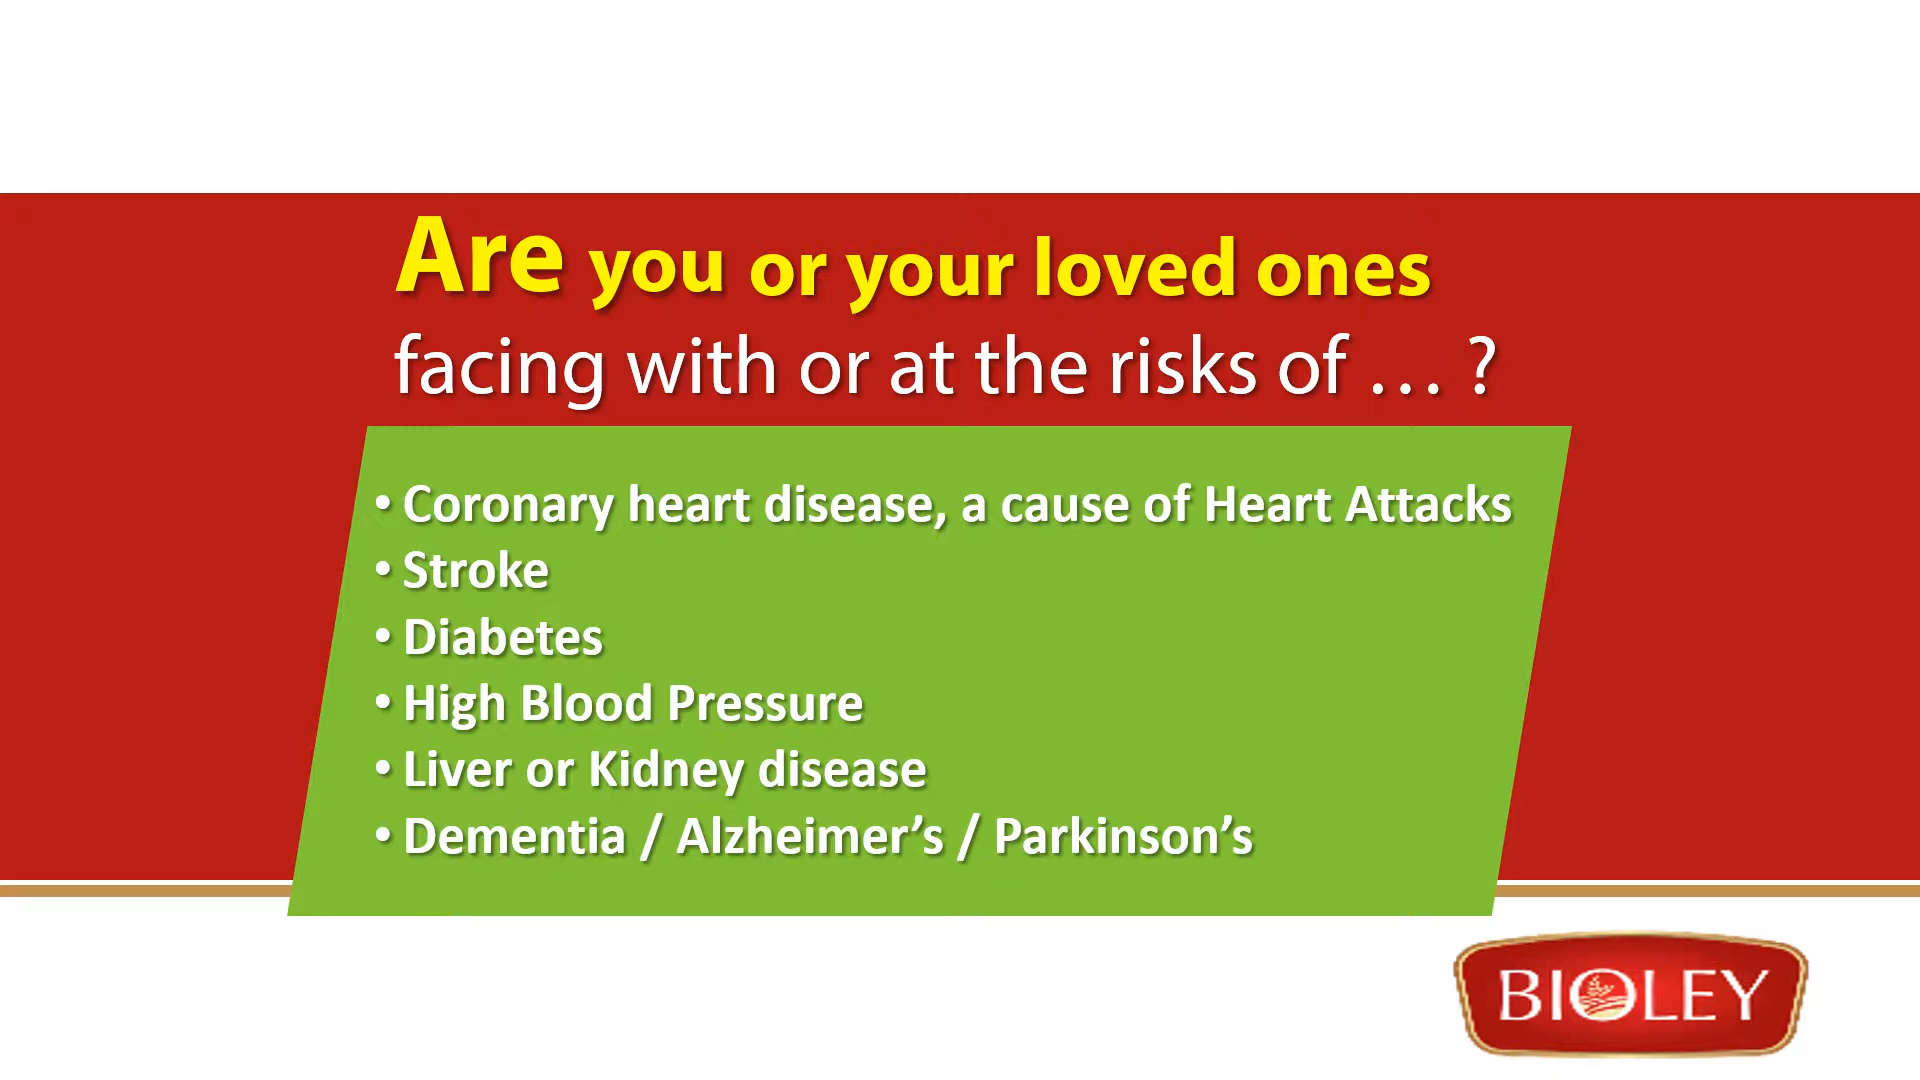 Are you or your loved ones
facing with or at the risks of … ?
• Coronary heart disease, a cause of Heart Attacks
• Stroke
• Diabetes
• High Blood Pressure
• Liver or Kidney disease
• Dementia / Alzheimer’s / Parkinson’s
BIOLEY